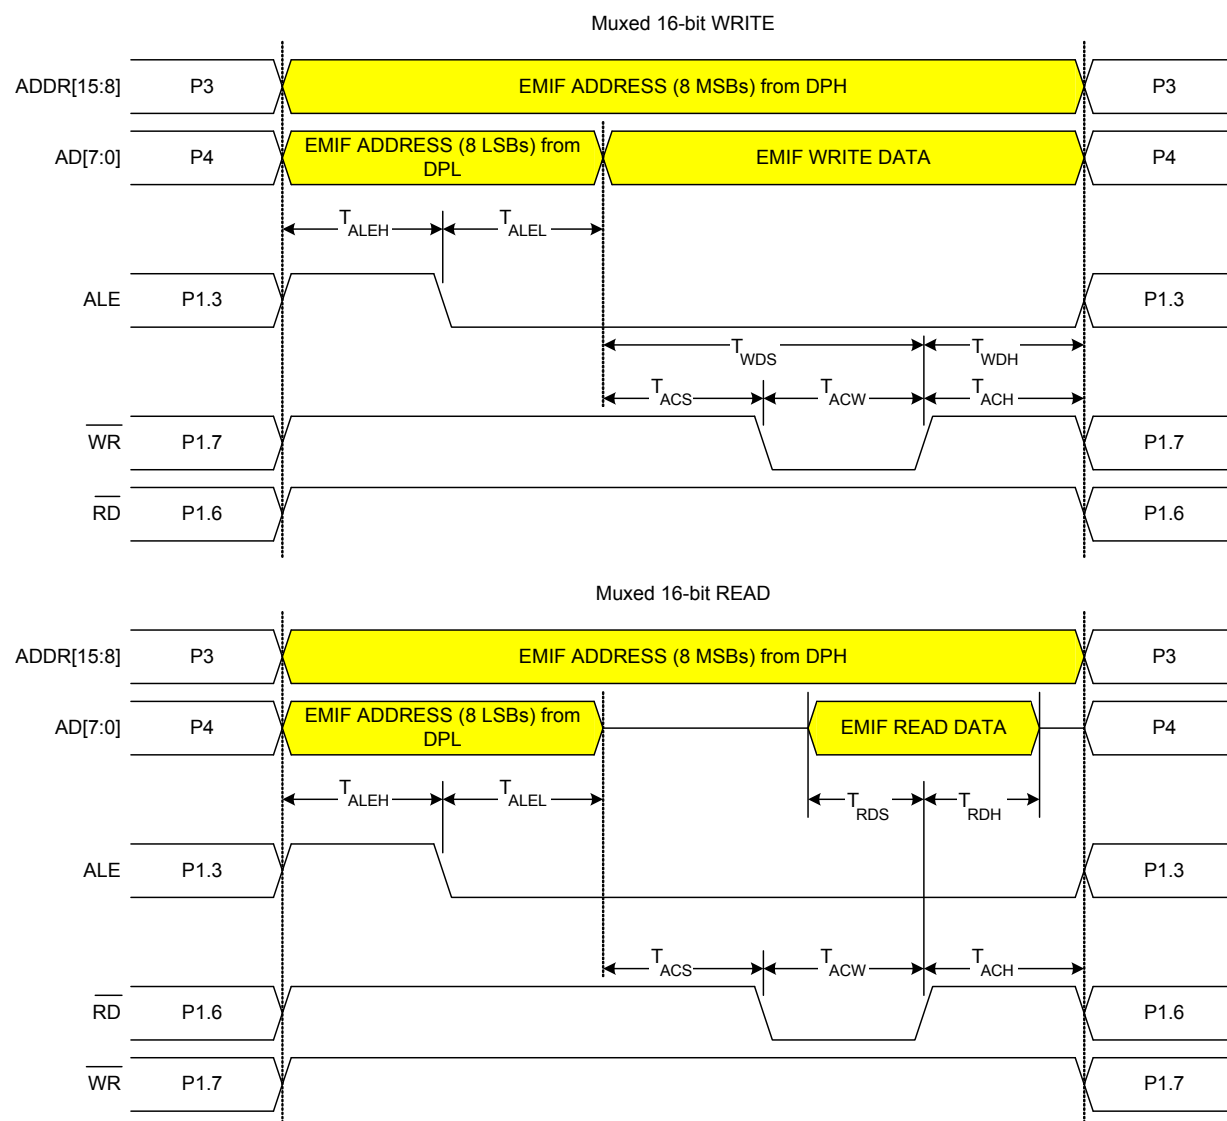 Muxed 16-bit WRITE
ADDR[15:8] P3 EMIF ADDRESS (8 MSBs) from DPH P3
AD[7:0] P4 EMIF ADDRESS (8 LSBs) from
DPL EMIF WRITE DATA P4
TALEH TALEL
ALE P1.3 P1.3
TWDS TWDH
TACS TACW TACH
WR P1.7 P1.7
RD P1.6 P1.6
Muxed 16-bit READ
ADDR[15:8] P3 EMIF ADDRESS (8 MSBs) from DPH P3
AD[7:0] P4 EMIF ADDRESS (8 LSBs) from
DPL EMIF READ DATA P4
TALEH TALEL TRDS TRDH
ALE P1.3 P1.3
TACS TACW TACH
RD P1.6 P1.6
WR P1.7 P1.7